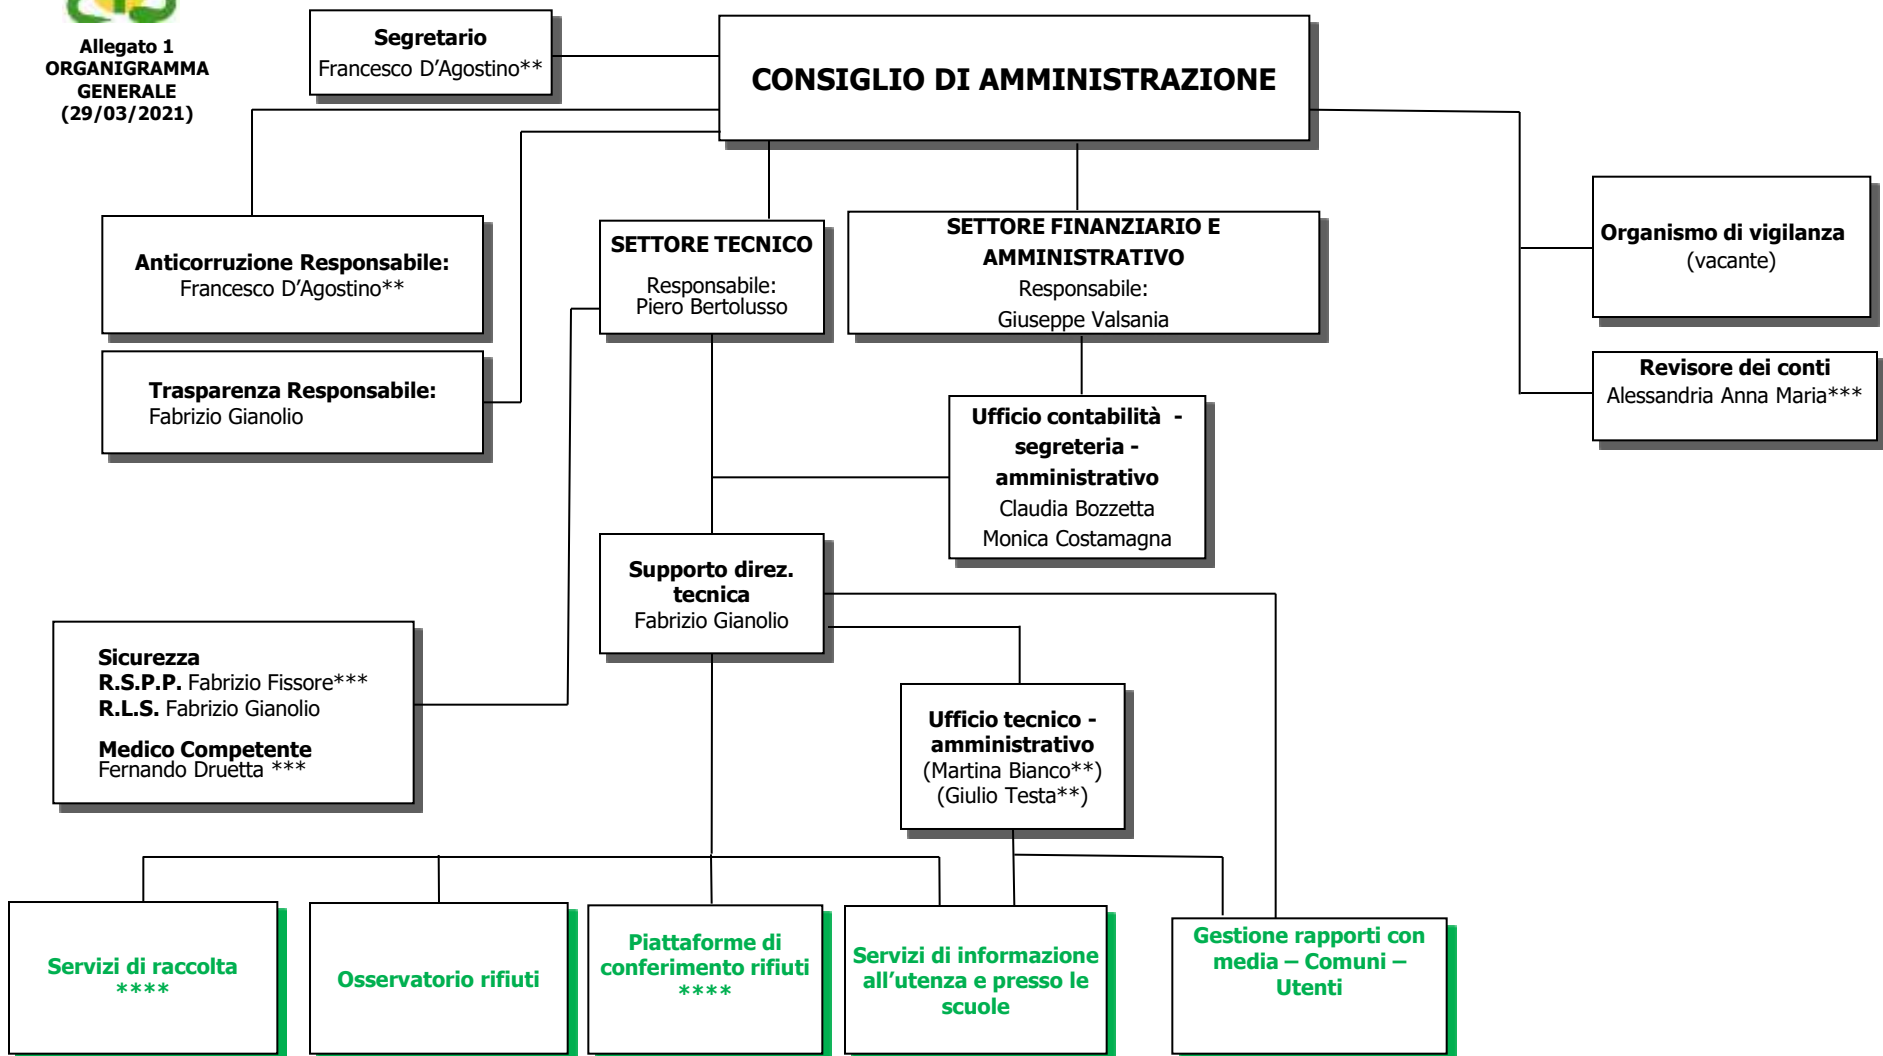 Allegato 1
ORGANIGRAMMA
GENERALE
(29/03/2021)
Segretario
Francesco D’Agostino**
CONSIGLIO DI AMMINISTRAZIONE
Anticorruzione Responsabile:
Francesco D’Agostino**
Trasparenza Responsabile:
Fabrizio Gianolio
SETTORE TECNICO
Responsabile:
Piero Bertolusso
SETTORE FINANZIARIO E
AMMINISTRATIVO
Responsabile:
Giuseppe Valsania
Organismo di vigilanza
(vacante)
Revisore dei conti
Alessandria Anna Maria***
Ufficio contabilità -
segreteria -
amministrativo
Claudia Bozzetta
Monica Costamagna
Supporto direz.
tecnica
Fabrizio Gianolio
Sicurezza
R.S.P.P. Fabrizio Fissore***
R.L.S. Fabrizio Gianolio
Medico Competente
Fernando Druetta ***
Ufficio tecnico -
amministrativo
(Martina Bianco**)
(Giulio Testa**)
Servizi di raccolta
****
Osservatorio rifiuti
Piattaforme di
conferimento rifiuti
****
Servizi di informazione
all’utenza e presso le
scuole
Gestione rapporti con
media – Comuni –
Utenti